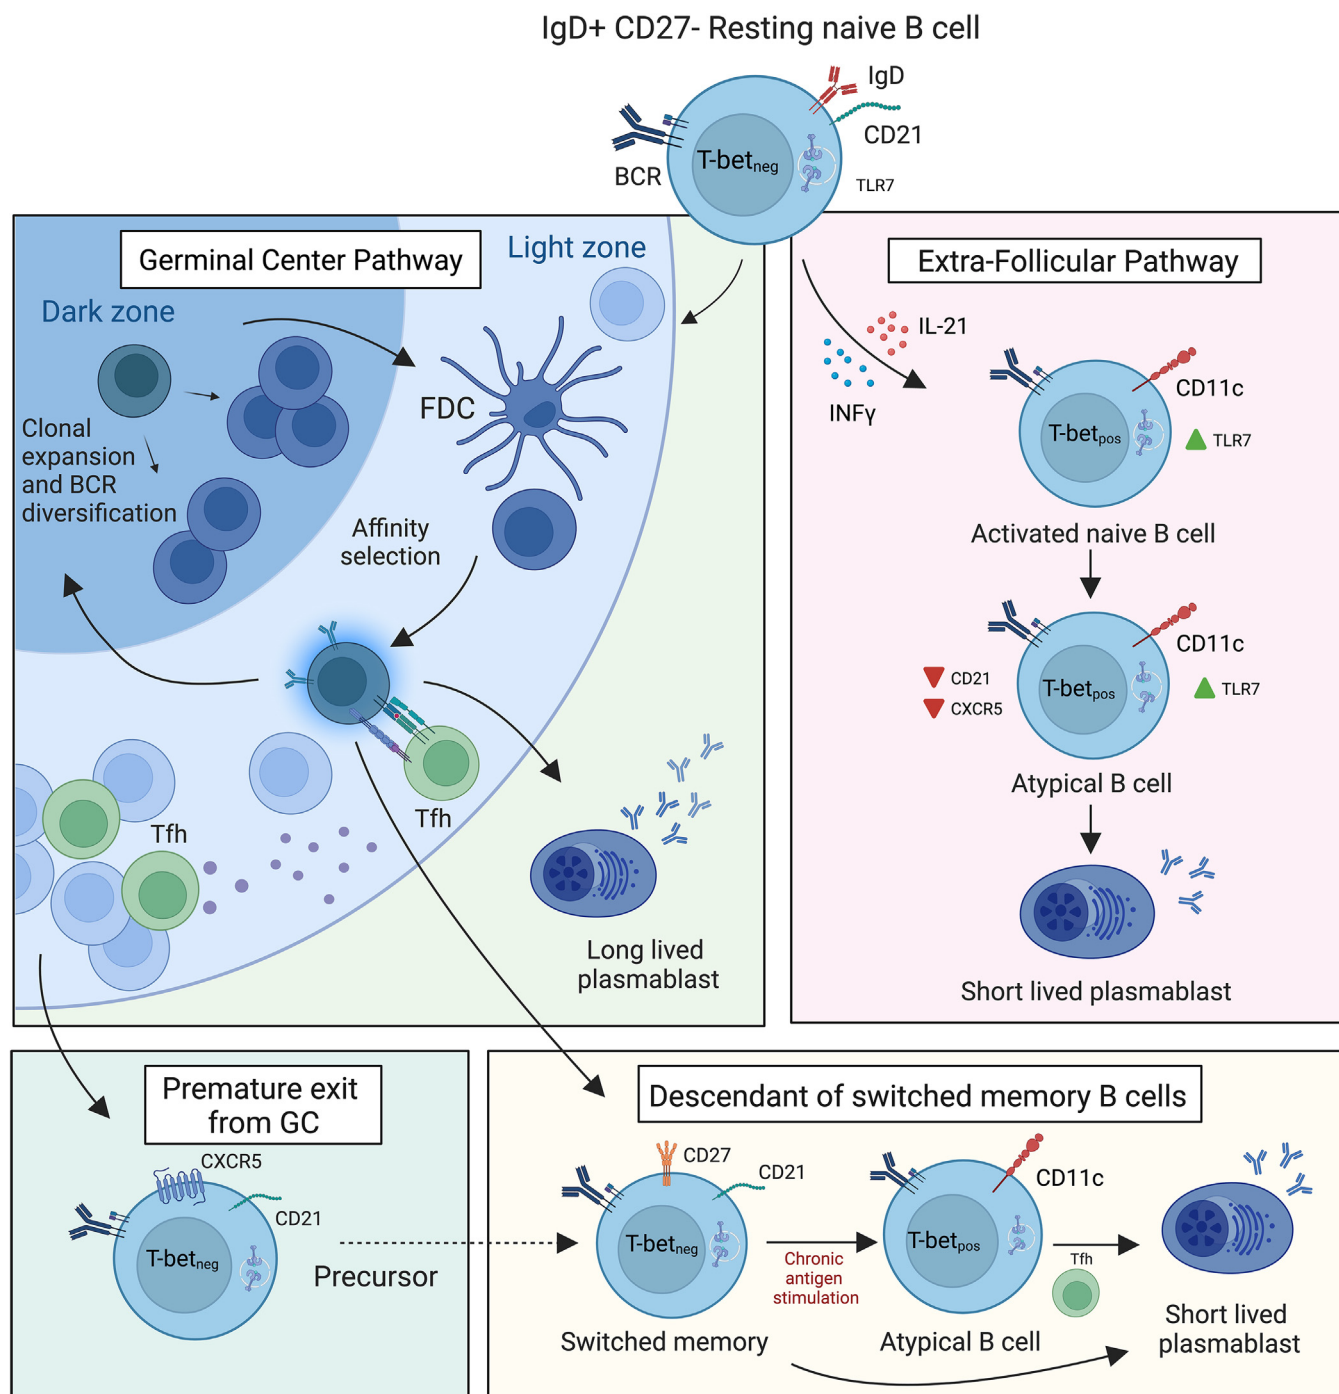 IgD+ CD27- Resting naive B cell
IgD
CD21
BCR
T-betneg
TLR7
Germinal Center Pathway
Light zone
Dark zone
FDC
Clonal
expansion
and BCR
diversification
Affinity
selection
Tfh
Tfh
Long lived
plasmablast
Extra-Follicular Pathway
IL-21
INFγ
CD11c
T-betpos
TLR7
Activated naive B cell
CD11c
CD21
T-betpos
TLR7
CXCR5
Atypical B cell
Short lived plasmablast
Premature exit
from GC
CXCR5
CD21
T-betneg
Precursor
Descendant of switched memory B cells
CD27
CD21
T-betneg
Switched memory
Chronic
antigen
stimulation
CD11c
T-betpos
Atypical B cell
Tfh
Short lived
plasmablast